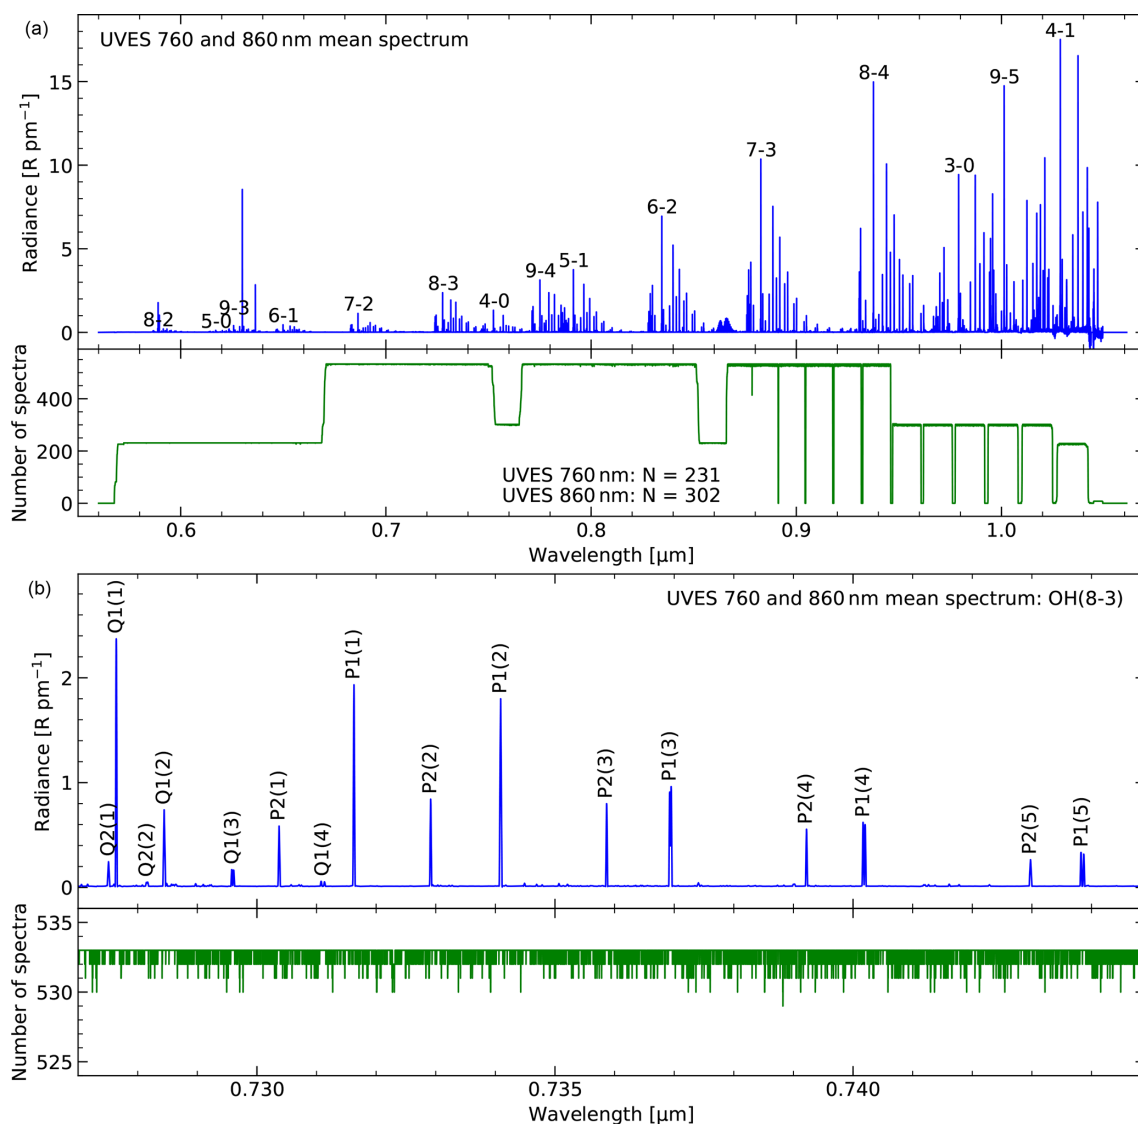 (a)
UVES 760 and 860 nm mean spectrum
4-1
8-4
9-5
7-3
3-0
6-2
5-1
9-4
8-3
4-0
7-2
9-3
6-1
8-2
5-0
15
10
5
0
Radiance [R pm⁻¹]
400
200
0
Number of spectra
UVES 760 nm: N = 231
UVES 860 nm: N = 302
0.6 0.7 0.8 0.9 1.0
Wavelength [µm]
(b)
UVES 760 and 860 nm mean spectrum: OH(8-3)
Q2(1)
Q1(1)
Q2(2)
Q1(2)
Q1(3)
P2(1)
Q1(4)
P1(1)
P2(2)
P1(2)
P2(3)
P1(3)
P2(4)
P1(4)
P2(5)
P1(5)
2
1
0
Radiance [R pm⁻¹]
535
530
525
Number of spectra
0.730 0.735 0.740
Wavelength [µm]